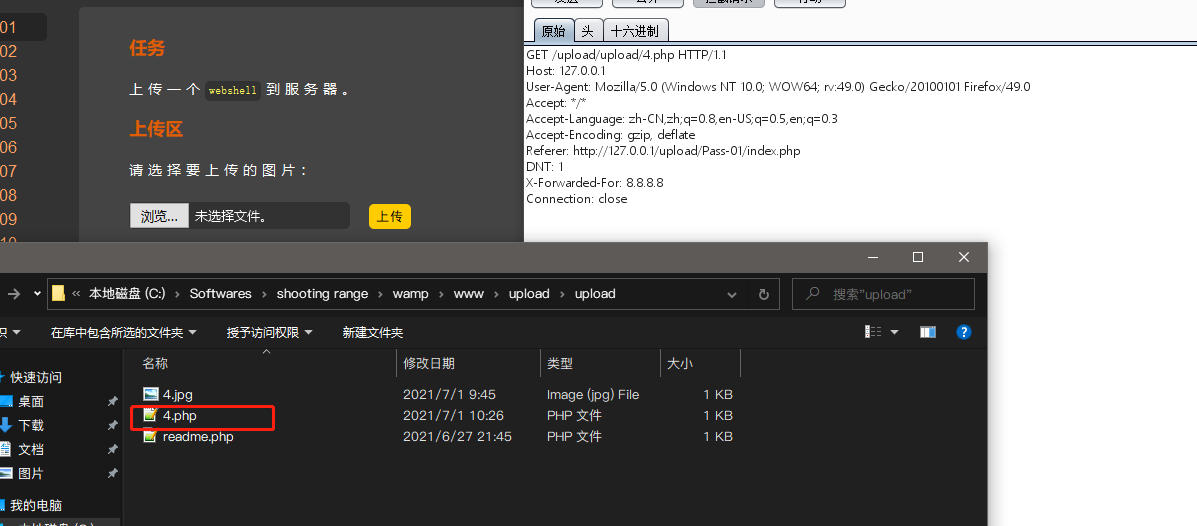 01
02
03
04
05
06
07
08
09
任务
上传一个 webshell 到服务器。
上传区
请选择要上传的图片：
浏览... 未选择文件。 上传
原始 头 十六进制
GET /upload/upload/4.php HTTP/1.1
Host: 127.0.0.1
User-Agent: Mozilla/5.0 (Windows NT 10.0; WOW64; rv:49.0) Gecko/20100101 Firefox/49.0
Accept: */*
Accept-Language: zh-CN,zh;q=0.8,en-US;q=0.5,en;q=0.3
Accept-Encoding: gzip, deflate
Referer: http://127.0.0.1/upload/Pass-01/index.php
DNT: 1
X-Forwarded-For: 8.8.8.8
Connection: close
« 本地磁盘 (C:) › Softwares › shooting range › wamp › www › upload › upload
搜索"upload"
在库中包含所选的文件夹 授予访问权限 新建文件夹
名称 修改日期 类型 大小
4.jpg 2021/7/1 9:45 Image (jpg) File 1 KB
4.php 2021/7/1 10:26 PHP 文件 1 KB
readme.php 2021/6/27 21:45 PHP 文件 1 KB
快速访问
桌面
下载
文档
图片
我的电脑